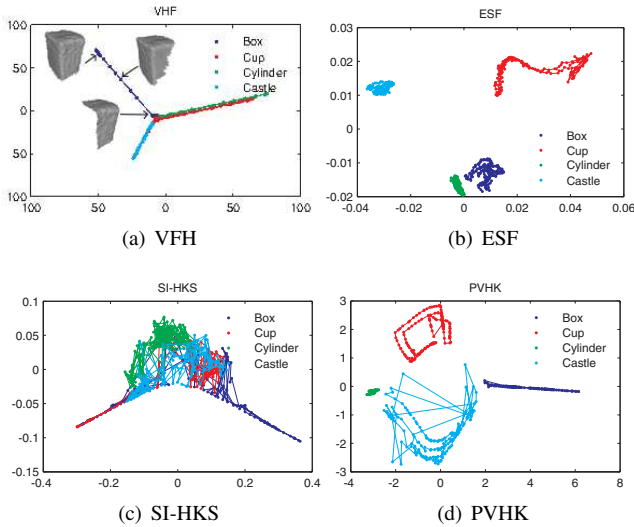 VHF
100
50
0
50
100
100
50
0
50
100
Box
Cup
Cylinder
Castle
(a) VFH
ESF
0.03
0.02
0.01
0
-0.01
-0.02
-0.04
-0.02
0
0.02
0.04
0.06
Box
Cup
Cylinder
Castle
(b) ESF
SI-HKS
0.1
0.05
0
-0.05
-0.1
-0.15
-0.4
-0.2
0
0.2
0.4
Box
Cup
Cylinder
Castle
(c) SI-HKS
PVHK
3
2
1
0
-1
-2
-3
-4
-2
0
2
4
6
8
Box
Cup
Cylinder
Castle
(d) PVHK